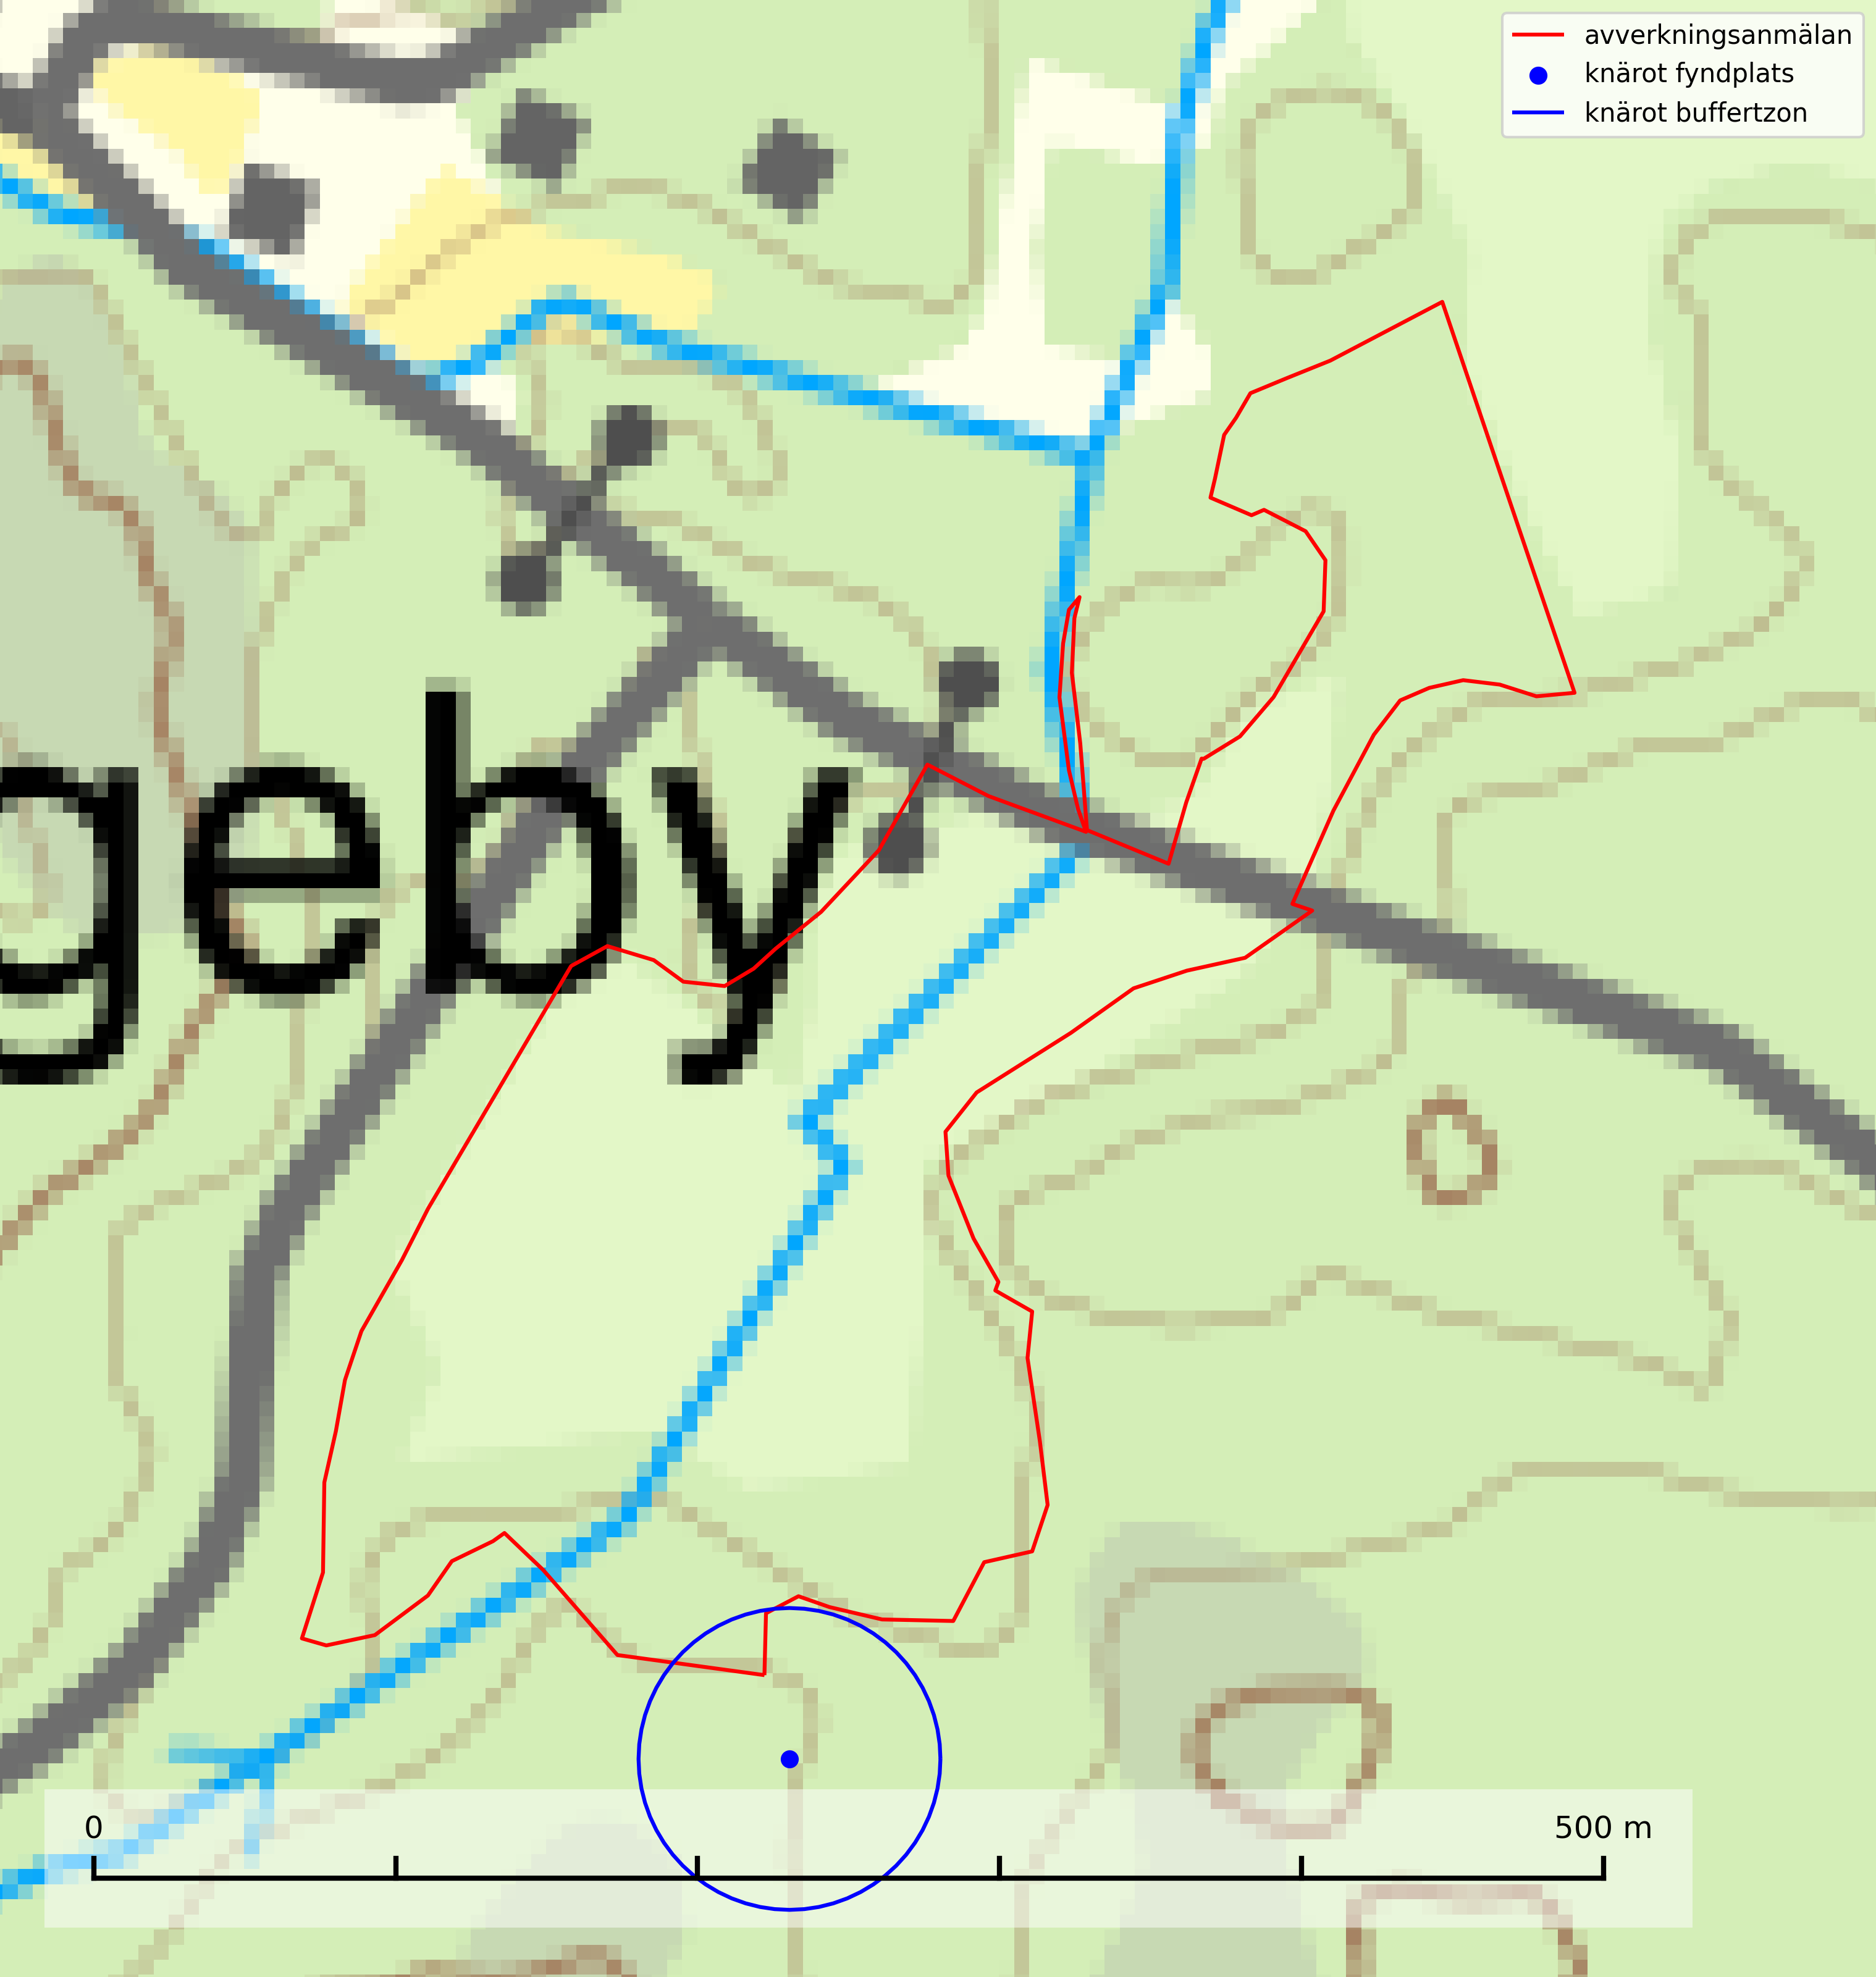 avverkningsanmälan
knärot fyndplats
knärot buffertzon
geby
0 500 m